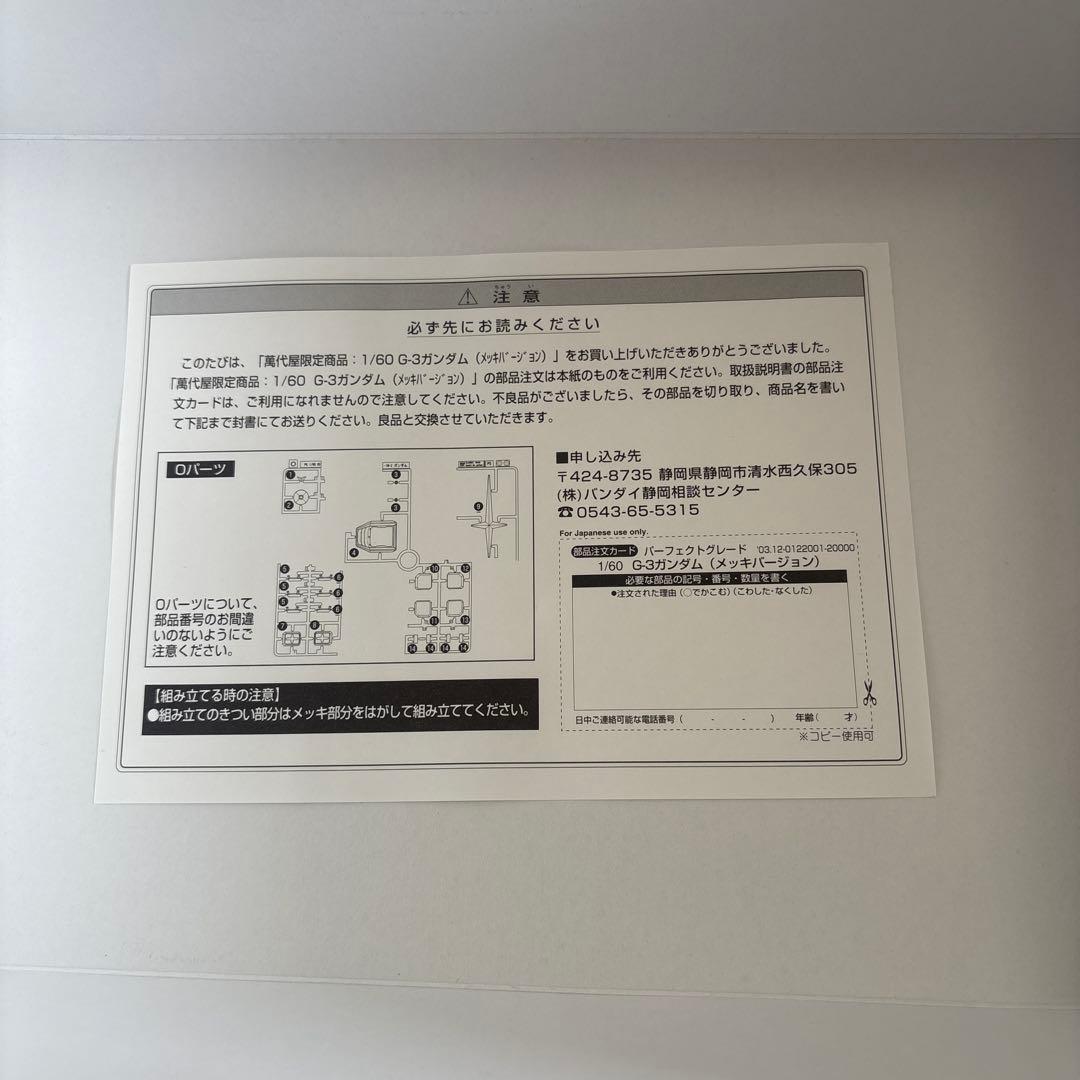 注意
必ず先にお読みください
このたびは、「萬代屋限定商品：1/60 G-3ガンダム（ﾒｯｷﾊﾞｰｼﾞｮﾝ）」をお買い上げいただきありがとうございました。
「萬代屋限定商品：1/60 G-3ガンダム（ﾒｯｷﾊﾞｰｼﾞｮﾝ）」の部品注文は本紙のものをご利用ください。取扱説明書の部品注
文カードは、ご利用になれませんので注意してください。不良品がございましたら、その部品を切り取り、商品名を書い
て下記まで封書にてお送りください。良品と交換させていただきます。
Oパーツ
Oパーツについて、
部品番号のお間違
いのないようにご
注意ください。
【組み立てる時の注意】
●組み立てのきつい部分はメッキ部分をはがして組み立ててください。
■申し込み先
〒424-8735 静岡県静岡市清水西久保305
(株)バンダイ静岡相談センター
☎0543-65-5315
For Japanese use only.
部品注文カード パーフェクトグレード '03.12-0122001-20000
1/60 G-3ガンダム（メッキバージョン）
必要な部品の記号・番号・数量を書く
●注文された理由（○でかこむ）(こわした・なくした)
日中ご連絡可能な電話番号（ - - ） 年齢（ 才）
※コピー使用可